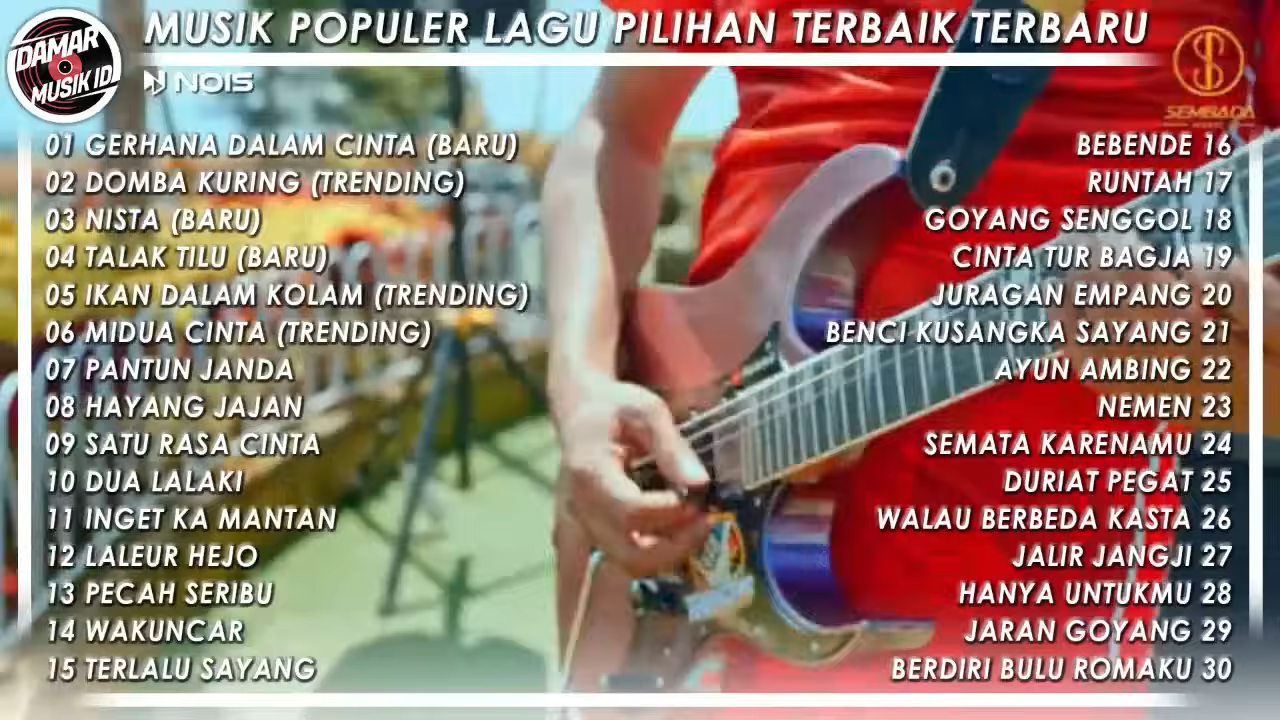 DAMAR
MUSIK ID
MUSIK POPULER LAGU PILIHAN TERBAIK TERBARU
NOIS
SEMBADA
01 GERHANA DALAM CINTA (BARU)
02 DOMBA KURING (TRENDING)
03 NISTA (BARU)
04 TALAK TILU (BARU)
05 IKAN DALAM KOLAM (TRENDING)
06 MIDUA CINTA (TRENDING)
07 PANTUN JANDA
08 HAYANG JAJAN
09 SATU RASA CINTA
10 DUA LALAKI
11 INGET KA MANTAN
12 LALEUR HEJO
13 PECAH SERIBU
14 WAKUNCAR
15 TERLALU SAYANG
BEBENDE 16
RUNTAH 17
GOYANG SENGGOL 18
CINTA TUR BAGJA 19
JURAGAN EMPANG 20
BENCI KUSANGKA SAYANG 21
AYUN AMBING 22
NEMEN 23
SEMATA KARENAMU 24
DURIAT PEGAT 25
WALAU BERBEDA KASTA 26
JALIR JANGJI 27
HANYA UNTUKMU 28
JARAN GOYANG 29
BERDIRI BULU ROMAKU 30